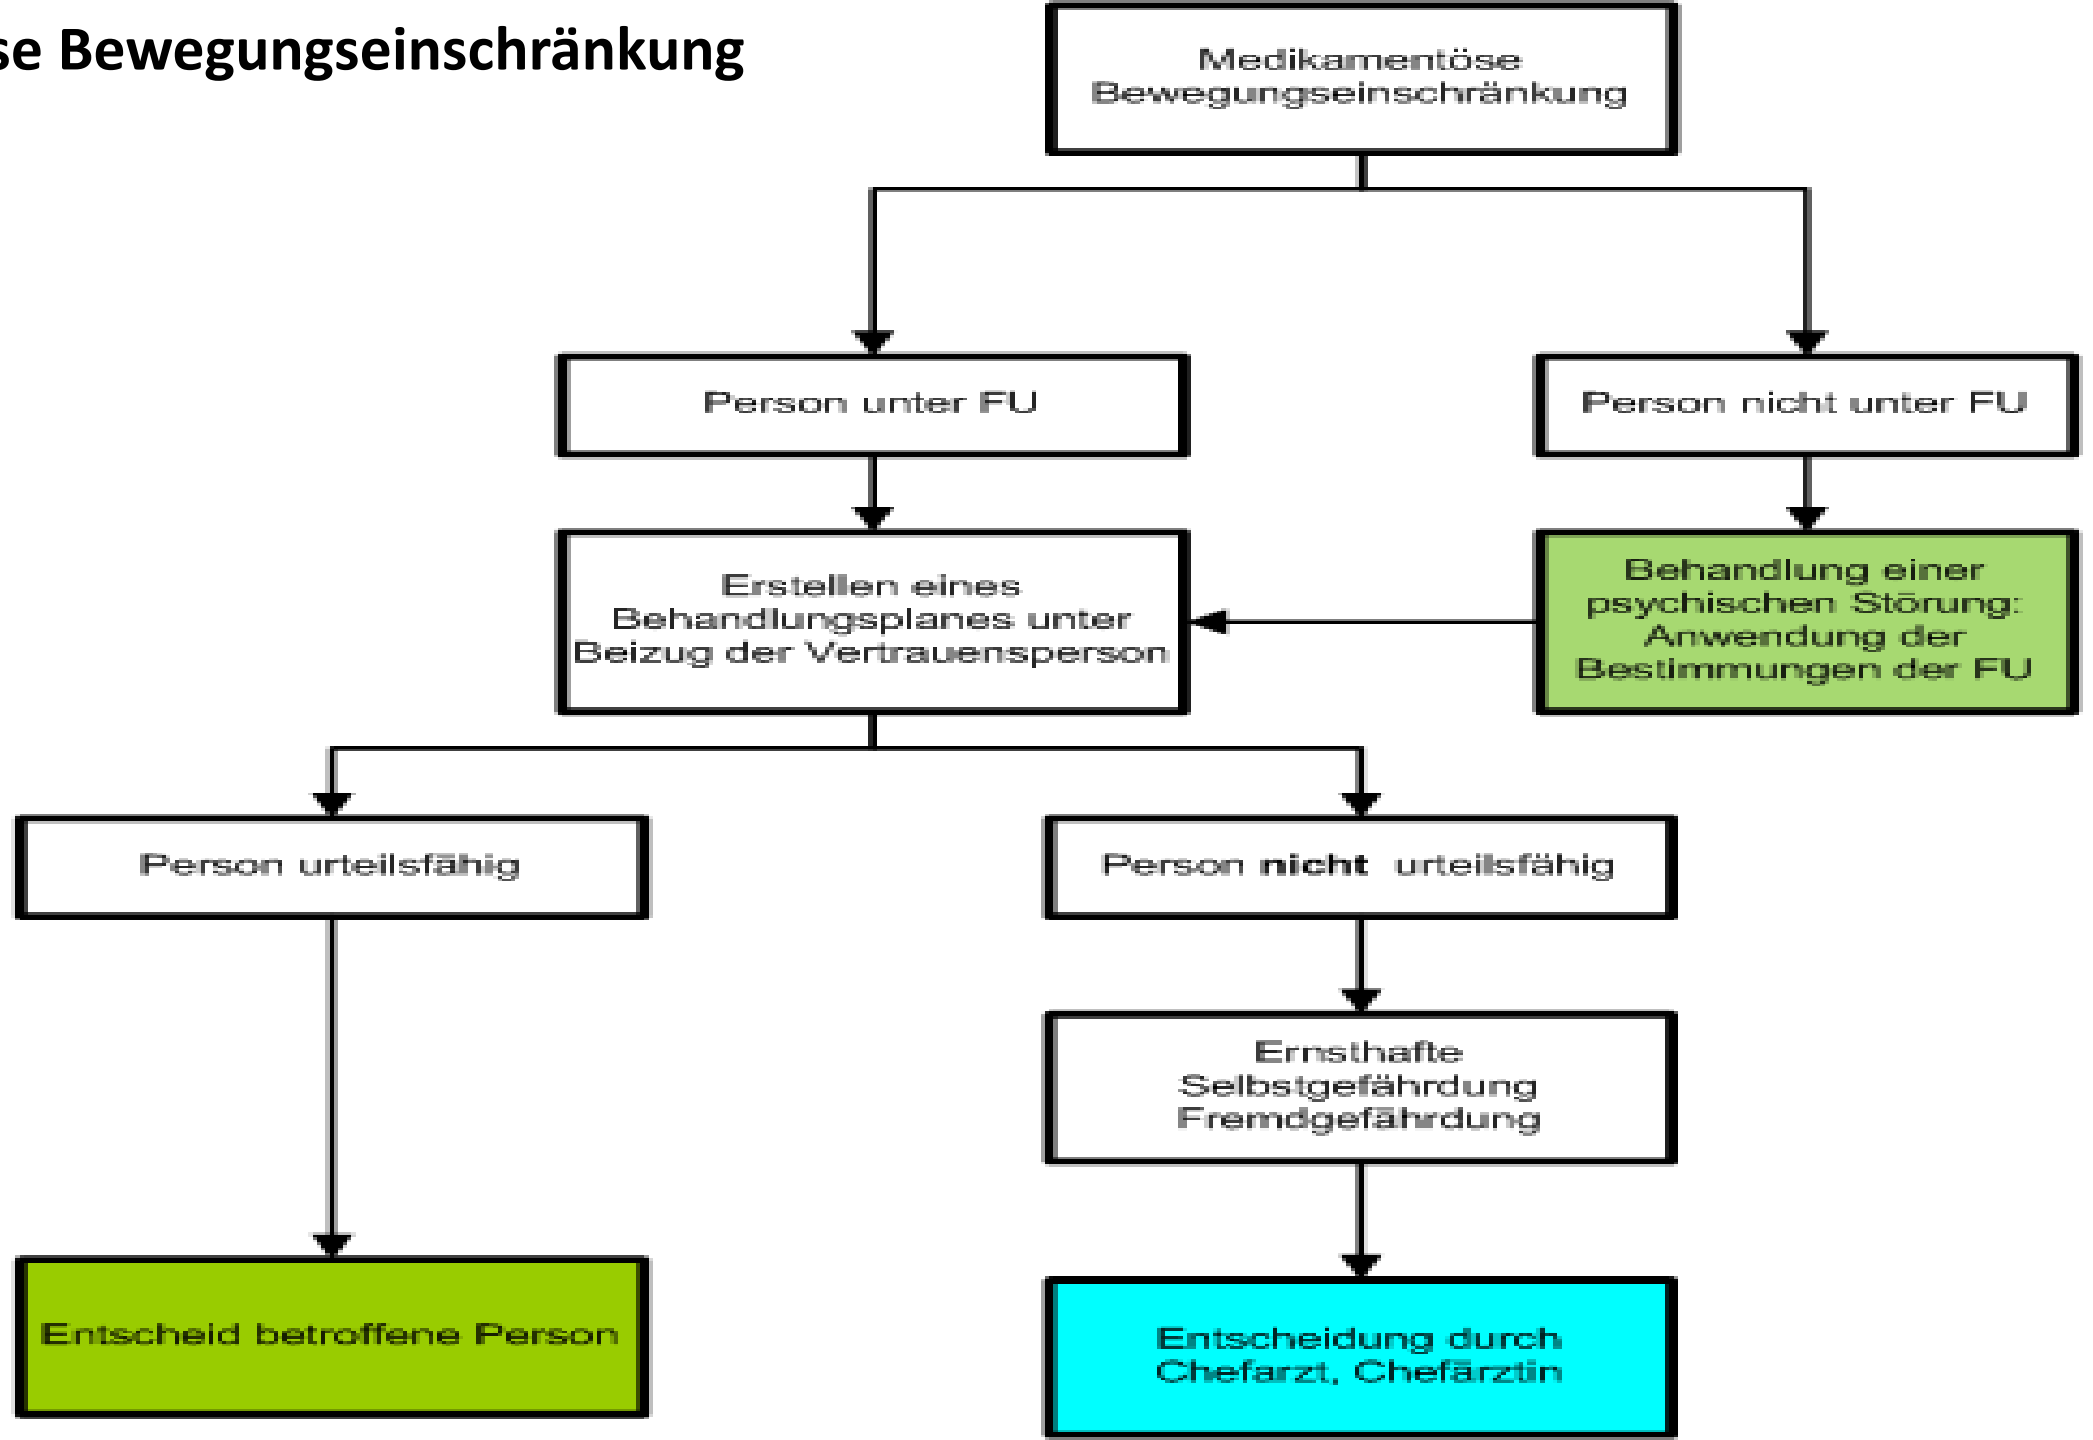 se Bewegungseinschränkung
Medikamentöse
Bewegungseinschränkung
Person unter FU
Person nicht unter FU
Erstellen eines
Behandlungsplanes unter
Beizug der Vertrauensperson
Behandlung einer
psychischen Störung:
Anwendung der
Bestimmungen der FU
Person urteilsfähig
Person nicht urteilsfähig
Ernsthafte
Selbstgefährdung
Fremdgefährdung
Entscheid betroffene Person
Entscheidung durch
Chefarzt, Chefärztin